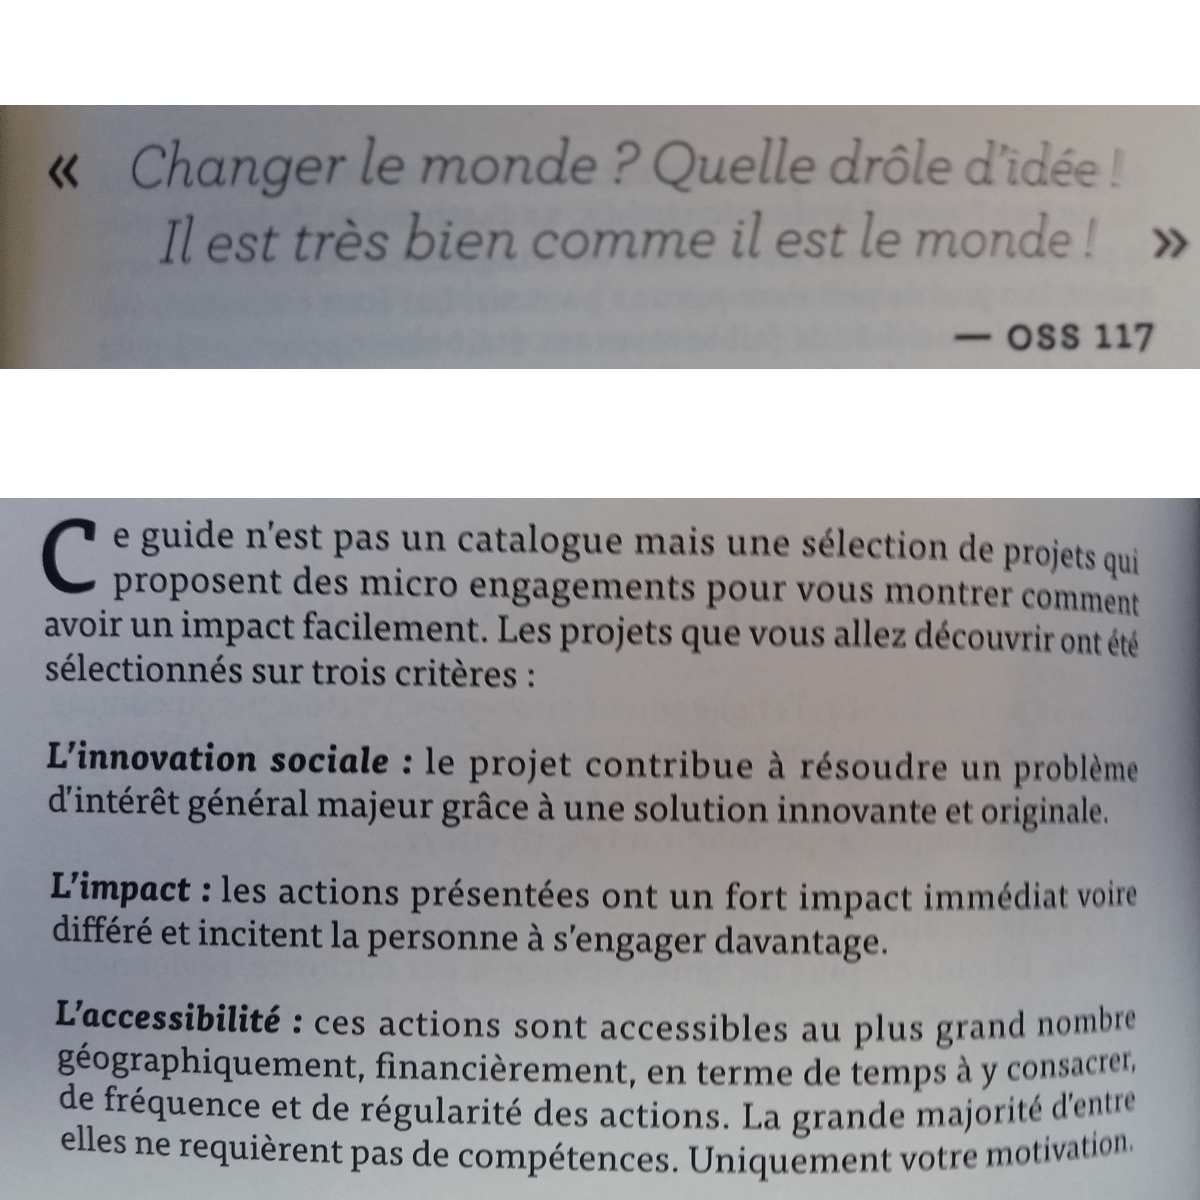 « Changer le monde ? Quelle drôle d'idée !
Il est très bien comme il est le monde ! »
— OSS 117
Ce guide n'est pas un catalogue mais une sélection de projets qui
proposent des micro engagements pour vous montrer comment
avoir un impact facilement. Les projets que vous allez découvrir ont été
sélectionnés sur trois critères :
L'innovation sociale : le projet contribue à résoudre un problème
d'intérêt général majeur grâce à une solution innovante et originale.
L'impact : les actions présentées ont un fort impact immédiat voire
différé et incitent la personne à s'engager davantage.
L'accessibilité : ces actions sont accessibles au plus grand nombre
géographiquement, financièrement, en terme de temps à y consacrer,
de fréquence et de régularité des actions. La grande majorité d'entre
elles ne requièrent pas de compétences. Uniquement votre motivation.